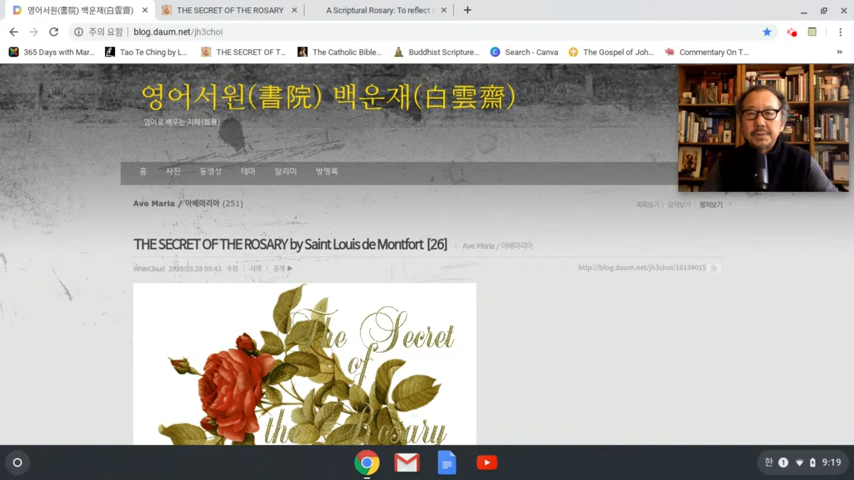 영어서원(書院) 백운재(白雲齋)
THE SECRET OF THE ROSARY
A Scriptural Rosary: To reflect
주의 요함
blog.daum.net/jh3choi
365 Days with Mar...
Tao Te Ching by L...
THE SECRET OF T...
The Catholic Bible...
Buddhist Scripture...
Search - Canva
The Gospel of Joh...
Commentary On T...
영어서원(書院) 백운재(白雲齋)
영어로 배우는 지혜(智慧)
홈 사진 동영상 테마 알리미 방명록
Ave Maria / 아베마리아 (251)
목록보기 요약보기 펼쳐보기
THE SECRET OF THE ROSARY by Saint Louis de Montfort [26] Ave Maria / 아베마리아
WhiteCloud 2020.03.28 08:43 수정 삭제 공개
http://blog.daum.net/jh3choi/16134015
The Secret
of
the Rosary
한 1 9:19